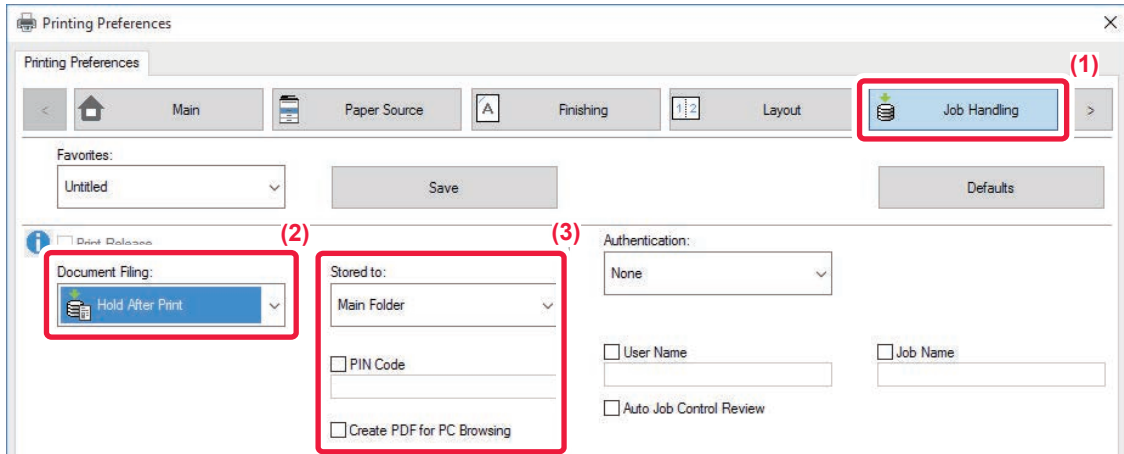 Printing Preferences
Printing Preferences
(1)
< Main Paper Source A Finishing 1 2 Layout Job Handling >
Favorites:
Untitled Save Defaults
(2) (3)
Print Release
Authentication:
Document Filing: Stored to:
None
Hold After Print Main Folder
User Name Job Name
PIN Code
Auto Job Control Review
Create PDF for PC Browsing